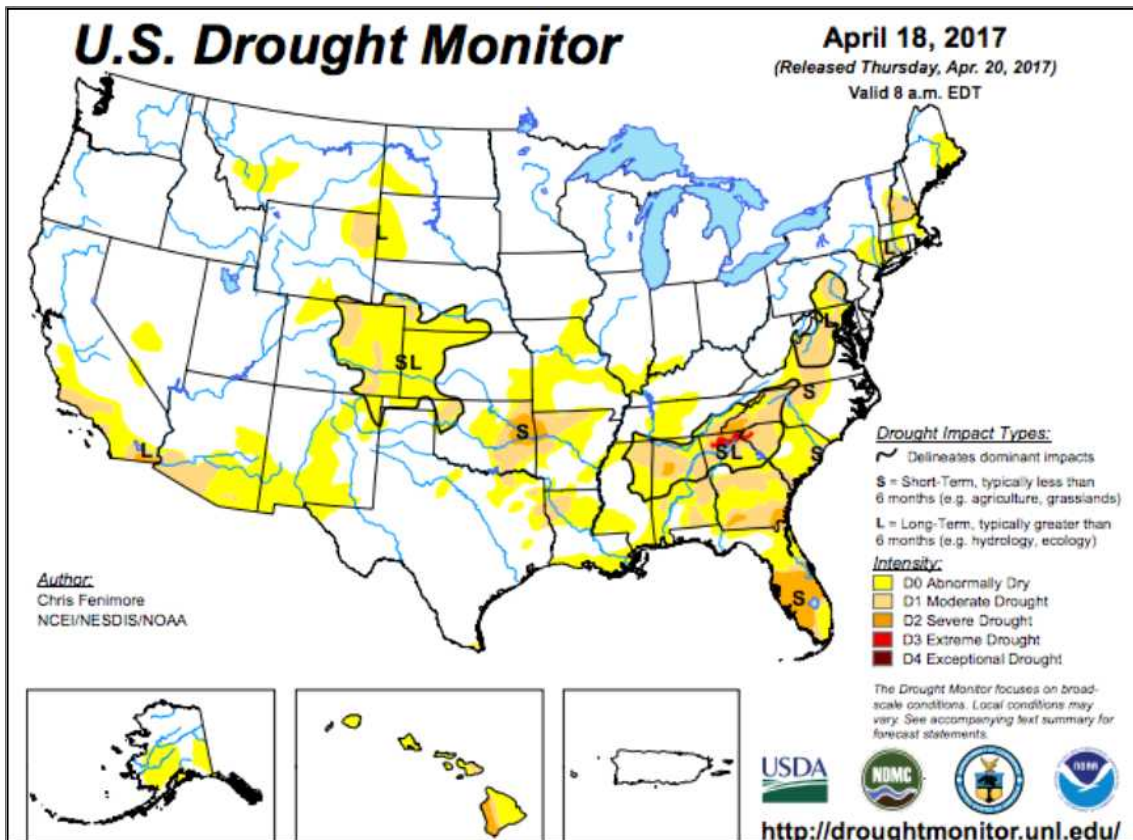 U.S. Drought Monitor
April 18, 2017
(Released Thursday, Apr. 20, 2017)
Valid 8 a.m. EDT
L
L
L
S L
S
S
L
S L
S
S
Author:
Chris Fenimore
NCEI/NESDIS/NOAA
Drought Impact Types:
Delineates dominant impacts
S = Short-Term, typically less than
6 months (e.g. agriculture, grasslands)
L = Long-Term, typically greater than
6 months (e.g. hydrology, ecology)
Intensity:
D0 Abnormally Dry
D1 Moderate Drought
D2 Severe Drought
D3 Extreme Drought
D4 Exceptional Drought
The Drought Monitor focuses on broad-
scale conditions. Local conditions may
vary. See accompanying text summary for
forecast statements.
USDA
NDMC
noaa
http://droughtmonitor.unl.edu/